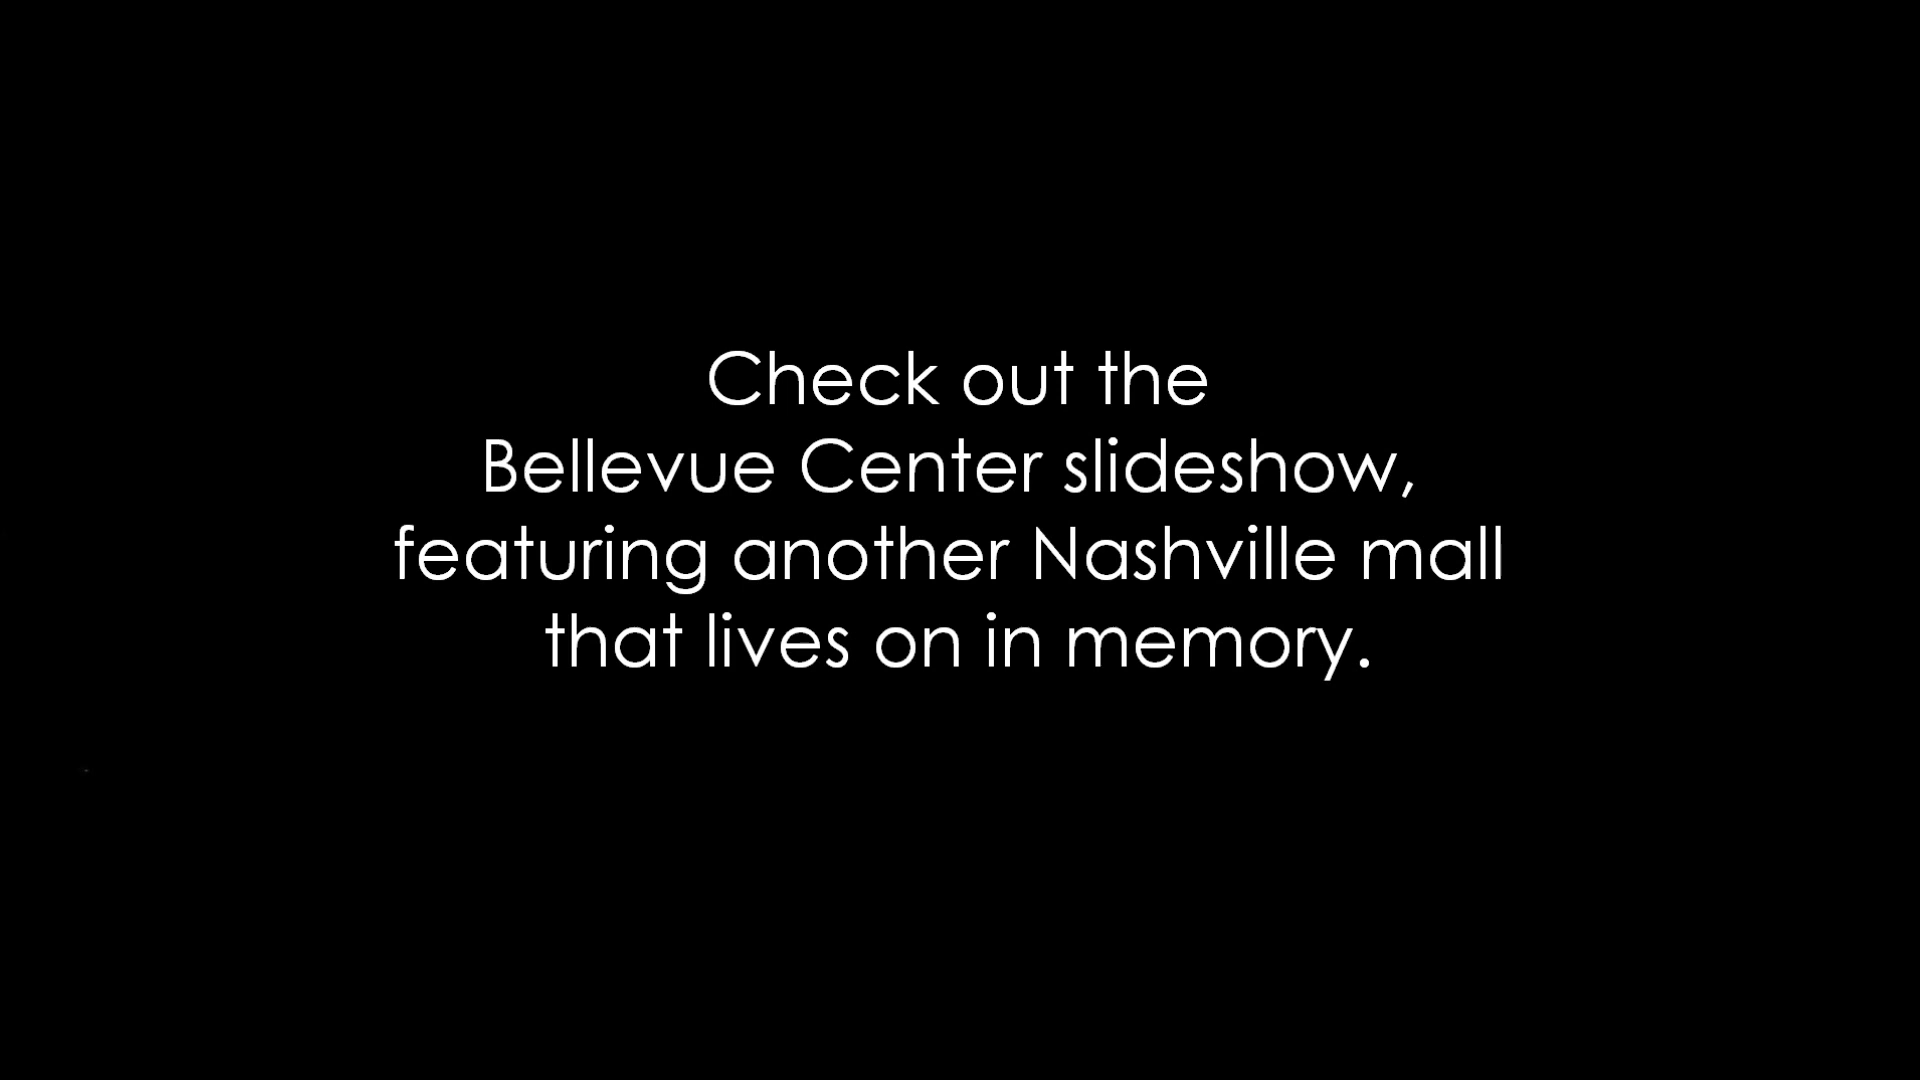 Check out the
Bellevue Center slideshow,
featuring another Nashville mall
that lives on in memory.